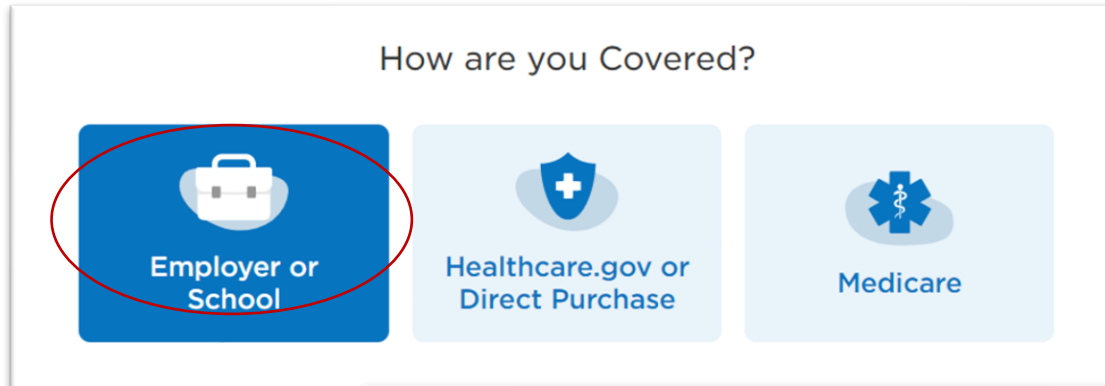 How are you Covered?
Employer or
School
Healthcare.gov or
Direct Purchase
Medicare